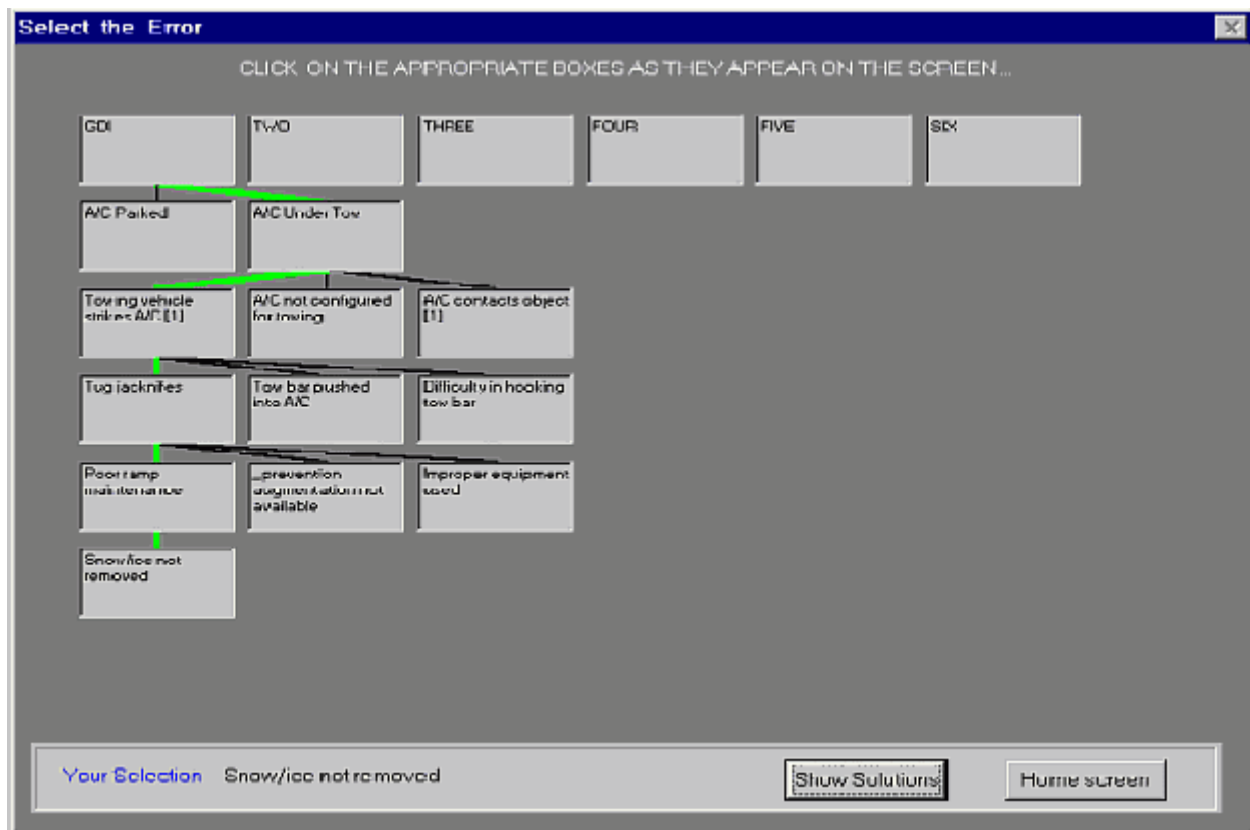 Select the Error
CLICK ON THE APPROPRIATE BOXES AS THEY APPEAR ON THE SCREEN...
GDI
TWO
THREE
FOUR
FIVE
SIX
A/C Parked
A/C Under Tow
Towing vehicle
strikes A/C [1]
A/C not configured
for towing
A/C contacts object
[1]
Tug jacknifes
Tow bar pushed
into A/C
Difficulty in hooking
tow bar
Poor ramp
maintenance
_prevention
augmentation not
available
Improper equipment
used
Snow/ice not
removed
Your Selection Snow/ice not removed
Show Solutions
Home screen